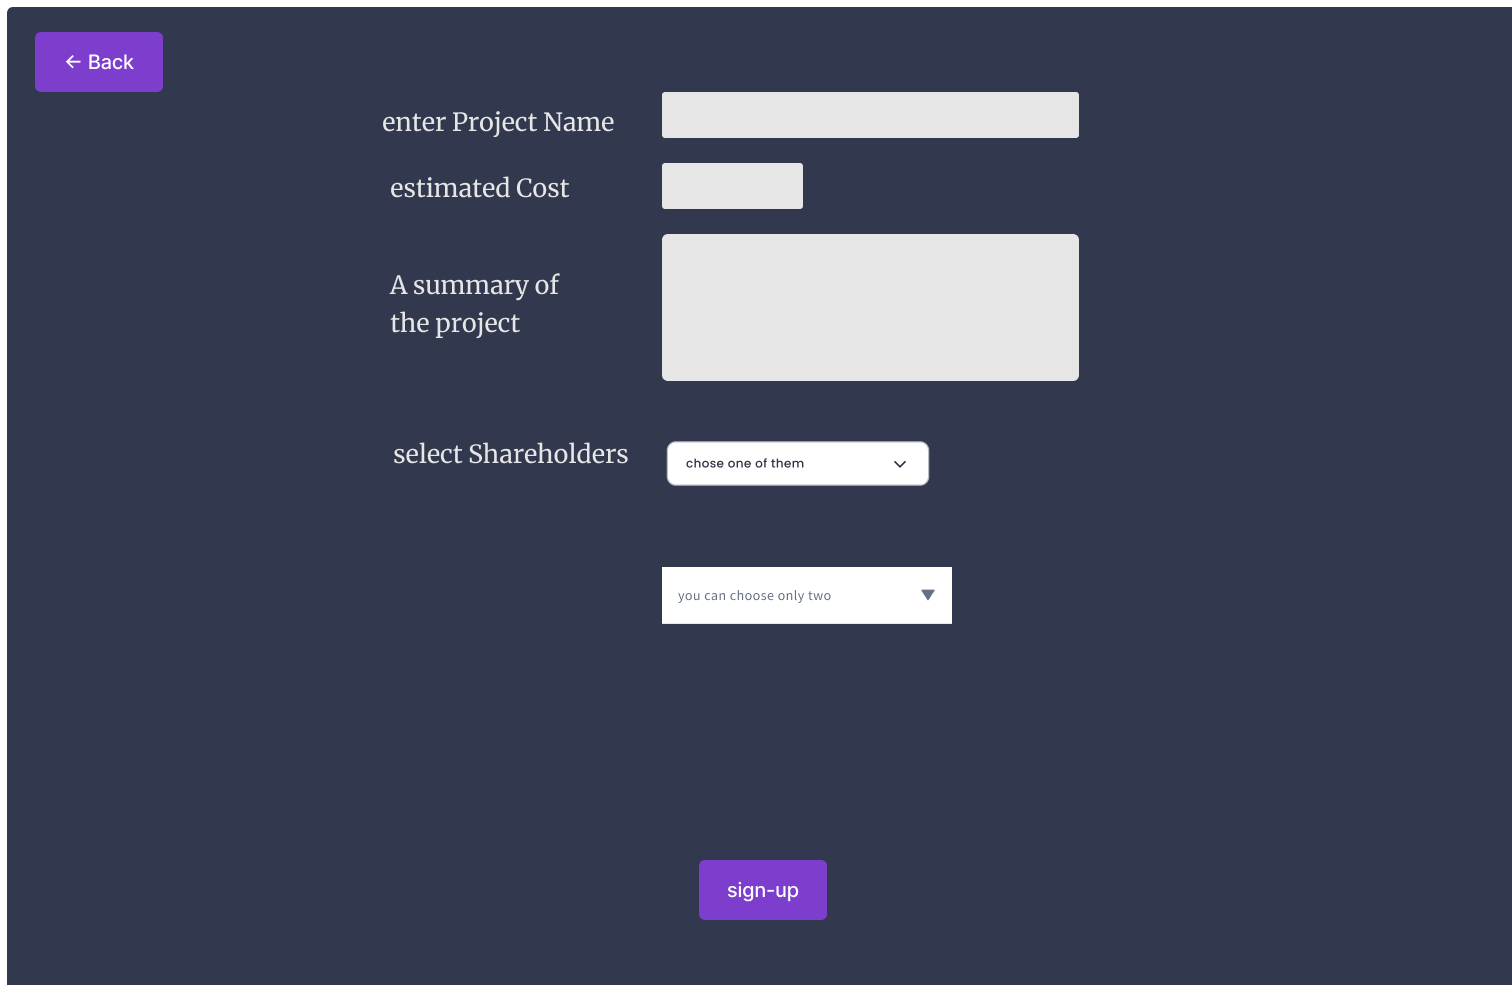 ← Back
enter Project Name
estimated Cost
A summary of
the project
select Shareholders
chose one of them
you can choose only two
sign-up